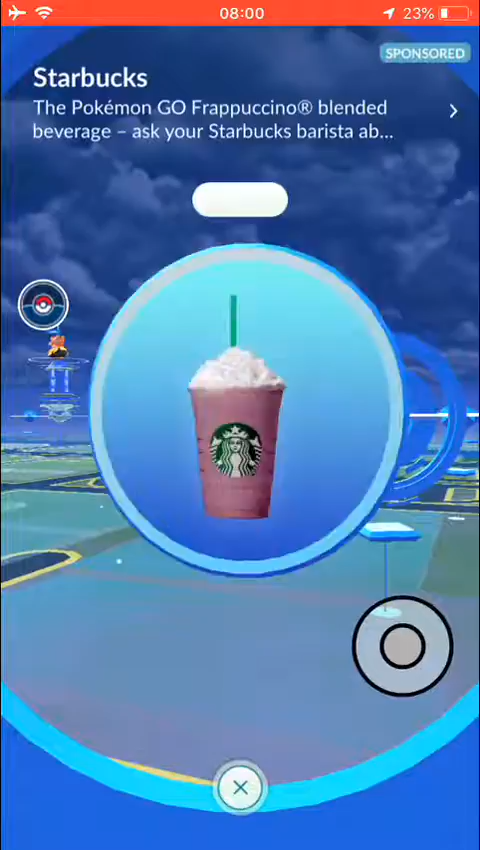 08:00
23%
SPONSORED
Starbucks
The Pokémon GO Frappuccino® blended
beverage – ask your Starbucks barista ab...